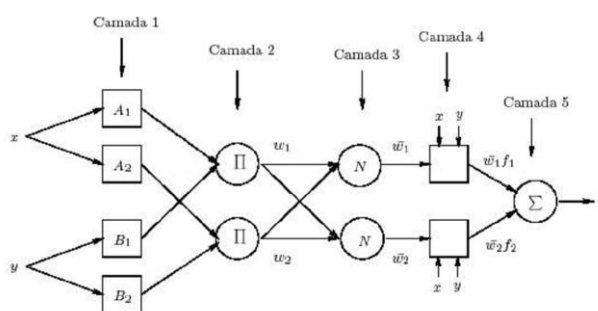 Camada 1
Camada 2
Camada 3
Camada 4
Camada 5
x
y
A₁
A₂
B₁
B₂
Π
Π
w₁
w₂
N
N
w̄₁
w̄₂
x y
x y
w̄₁f₁
w̄₂f₂
Σ